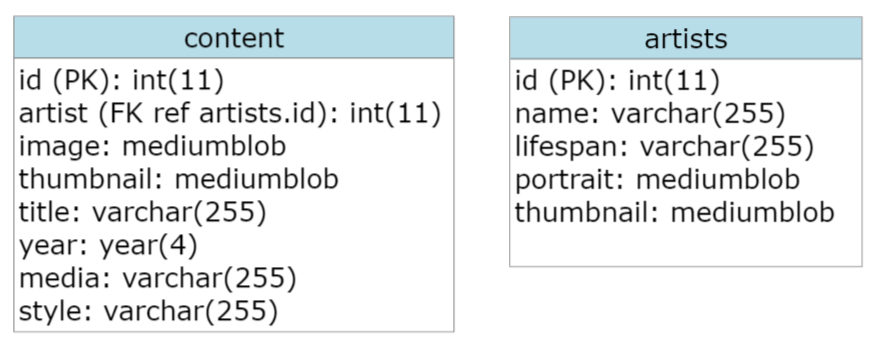 content
id (PK): int(11)
artist (FK ref artists.id): int(11)
image: mediumblob
thumbnail: mediumblob
title: varchar(255)
year: year(4)
media: varchar(255)
style: varchar(255)
artists
id (PK): int(11)
name: varchar(255)
lifespan: varchar(255)
portrait: mediumblob
thumbnail: mediumblob